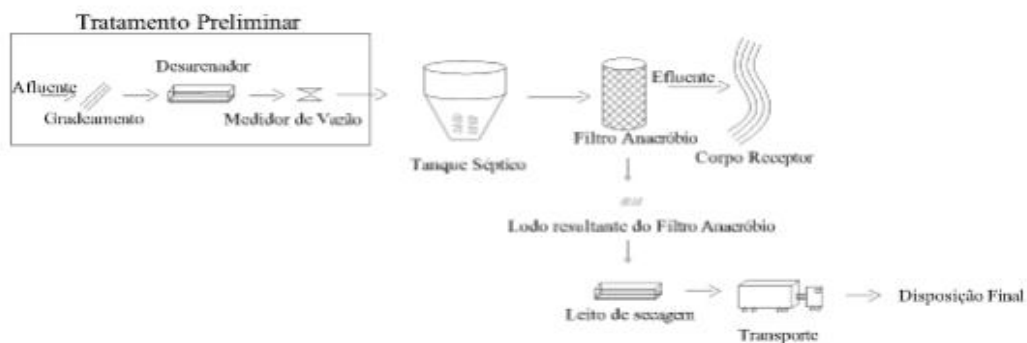 Tratamento Preliminar
Desarenador
Afluente
Gradeamento
Medidor de Vazão
Tanque Séptico
Filtro Anaeróbio
Efluente
Corpo Receptor
Lodo resultante do Filtro Anaeróbio
Leito de secagem
Transporte
Disposição Final